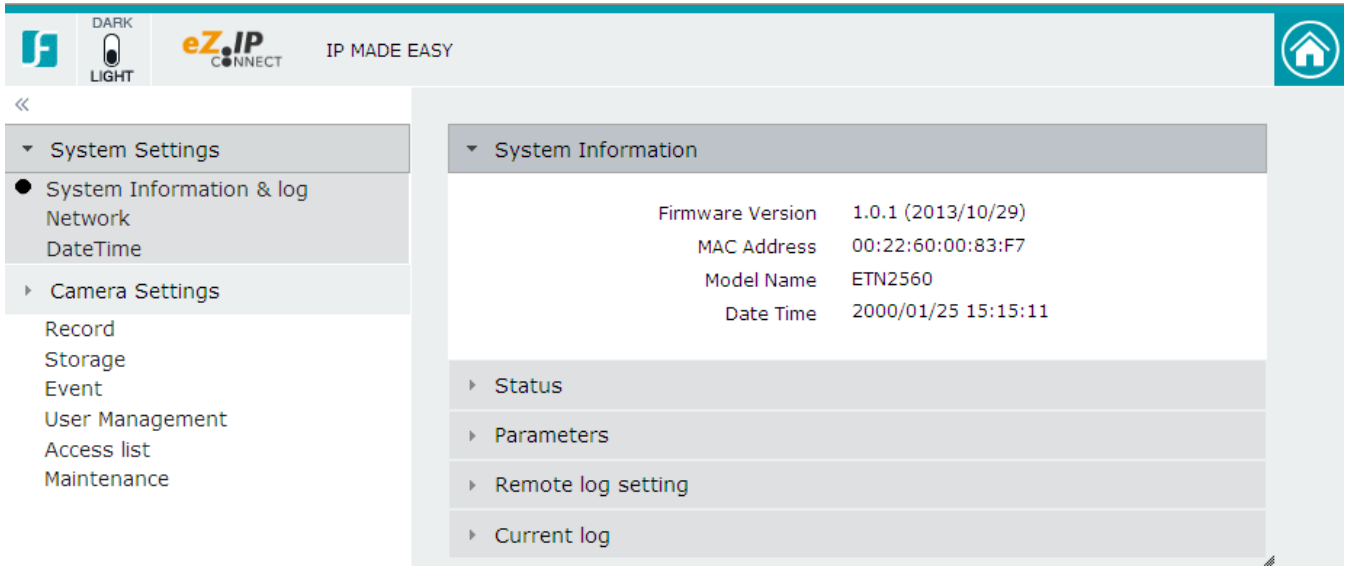 DARK
LIGHT
eZ.IP
CONNECT
IP MADE EASY
System Settings
System Information & log
Network
DateTime
Camera Settings
Record
Storage
Event
User Management
Access list
Maintenance
System Information
Firmware Version 1.0.1 (2013/10/29)
MAC Address 00:22:60:00:83:F7
Model Name ETN2560
Date Time 2000/01/25 15:15:11
Status
Parameters
Remote log setting
Current log